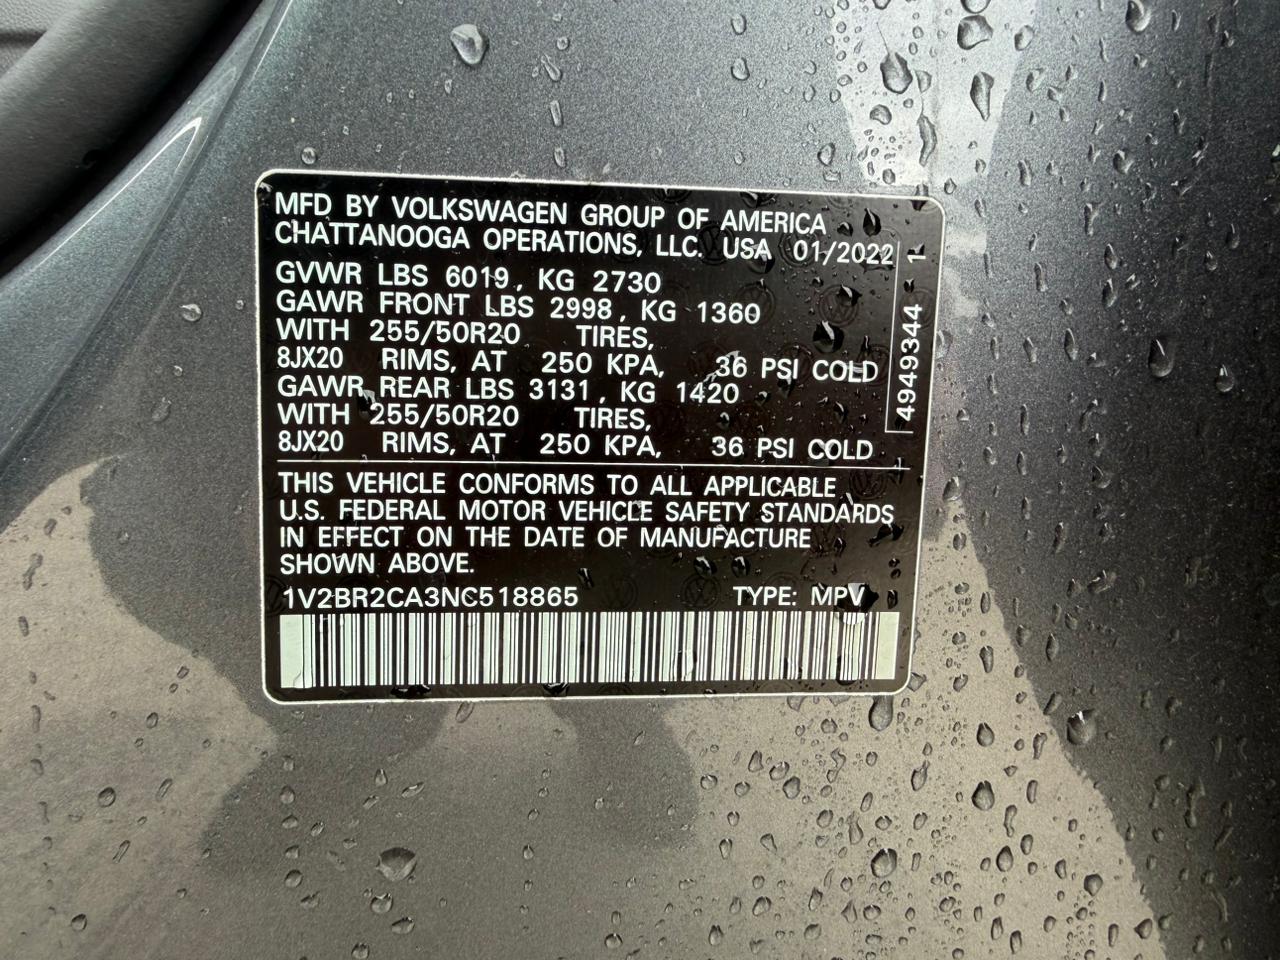 MFD BY VOLKSWAGEN GROUP OF AMERICA
CHATTANOOGA OPERATIONS, LLC. USA 01/2022
GVWR LBS 6019, KG 2730
GAWR FRONT LBS 2998, KG 1360
WITH 255/50R20 TIRES,
8JX20 RIMS, AT 250 KPA, 36 PSI COLD
GAWR REAR LBS 3131, KG 1420
WITH 255/50R20 TIRES,
8JX20 RIMS, AT 250 KPA, 36 PSI COLD
4949344 1
THIS VEHICLE CONFORMS TO ALL APPLICABLE
U.S. FEDERAL MOTOR VEHICLE SAFETY STANDARDS
IN EFFECT ON THE DATE OF MANUFACTURE
SHOWN ABOVE.
1V2BR2CA3NC518865 TYPE: MPV